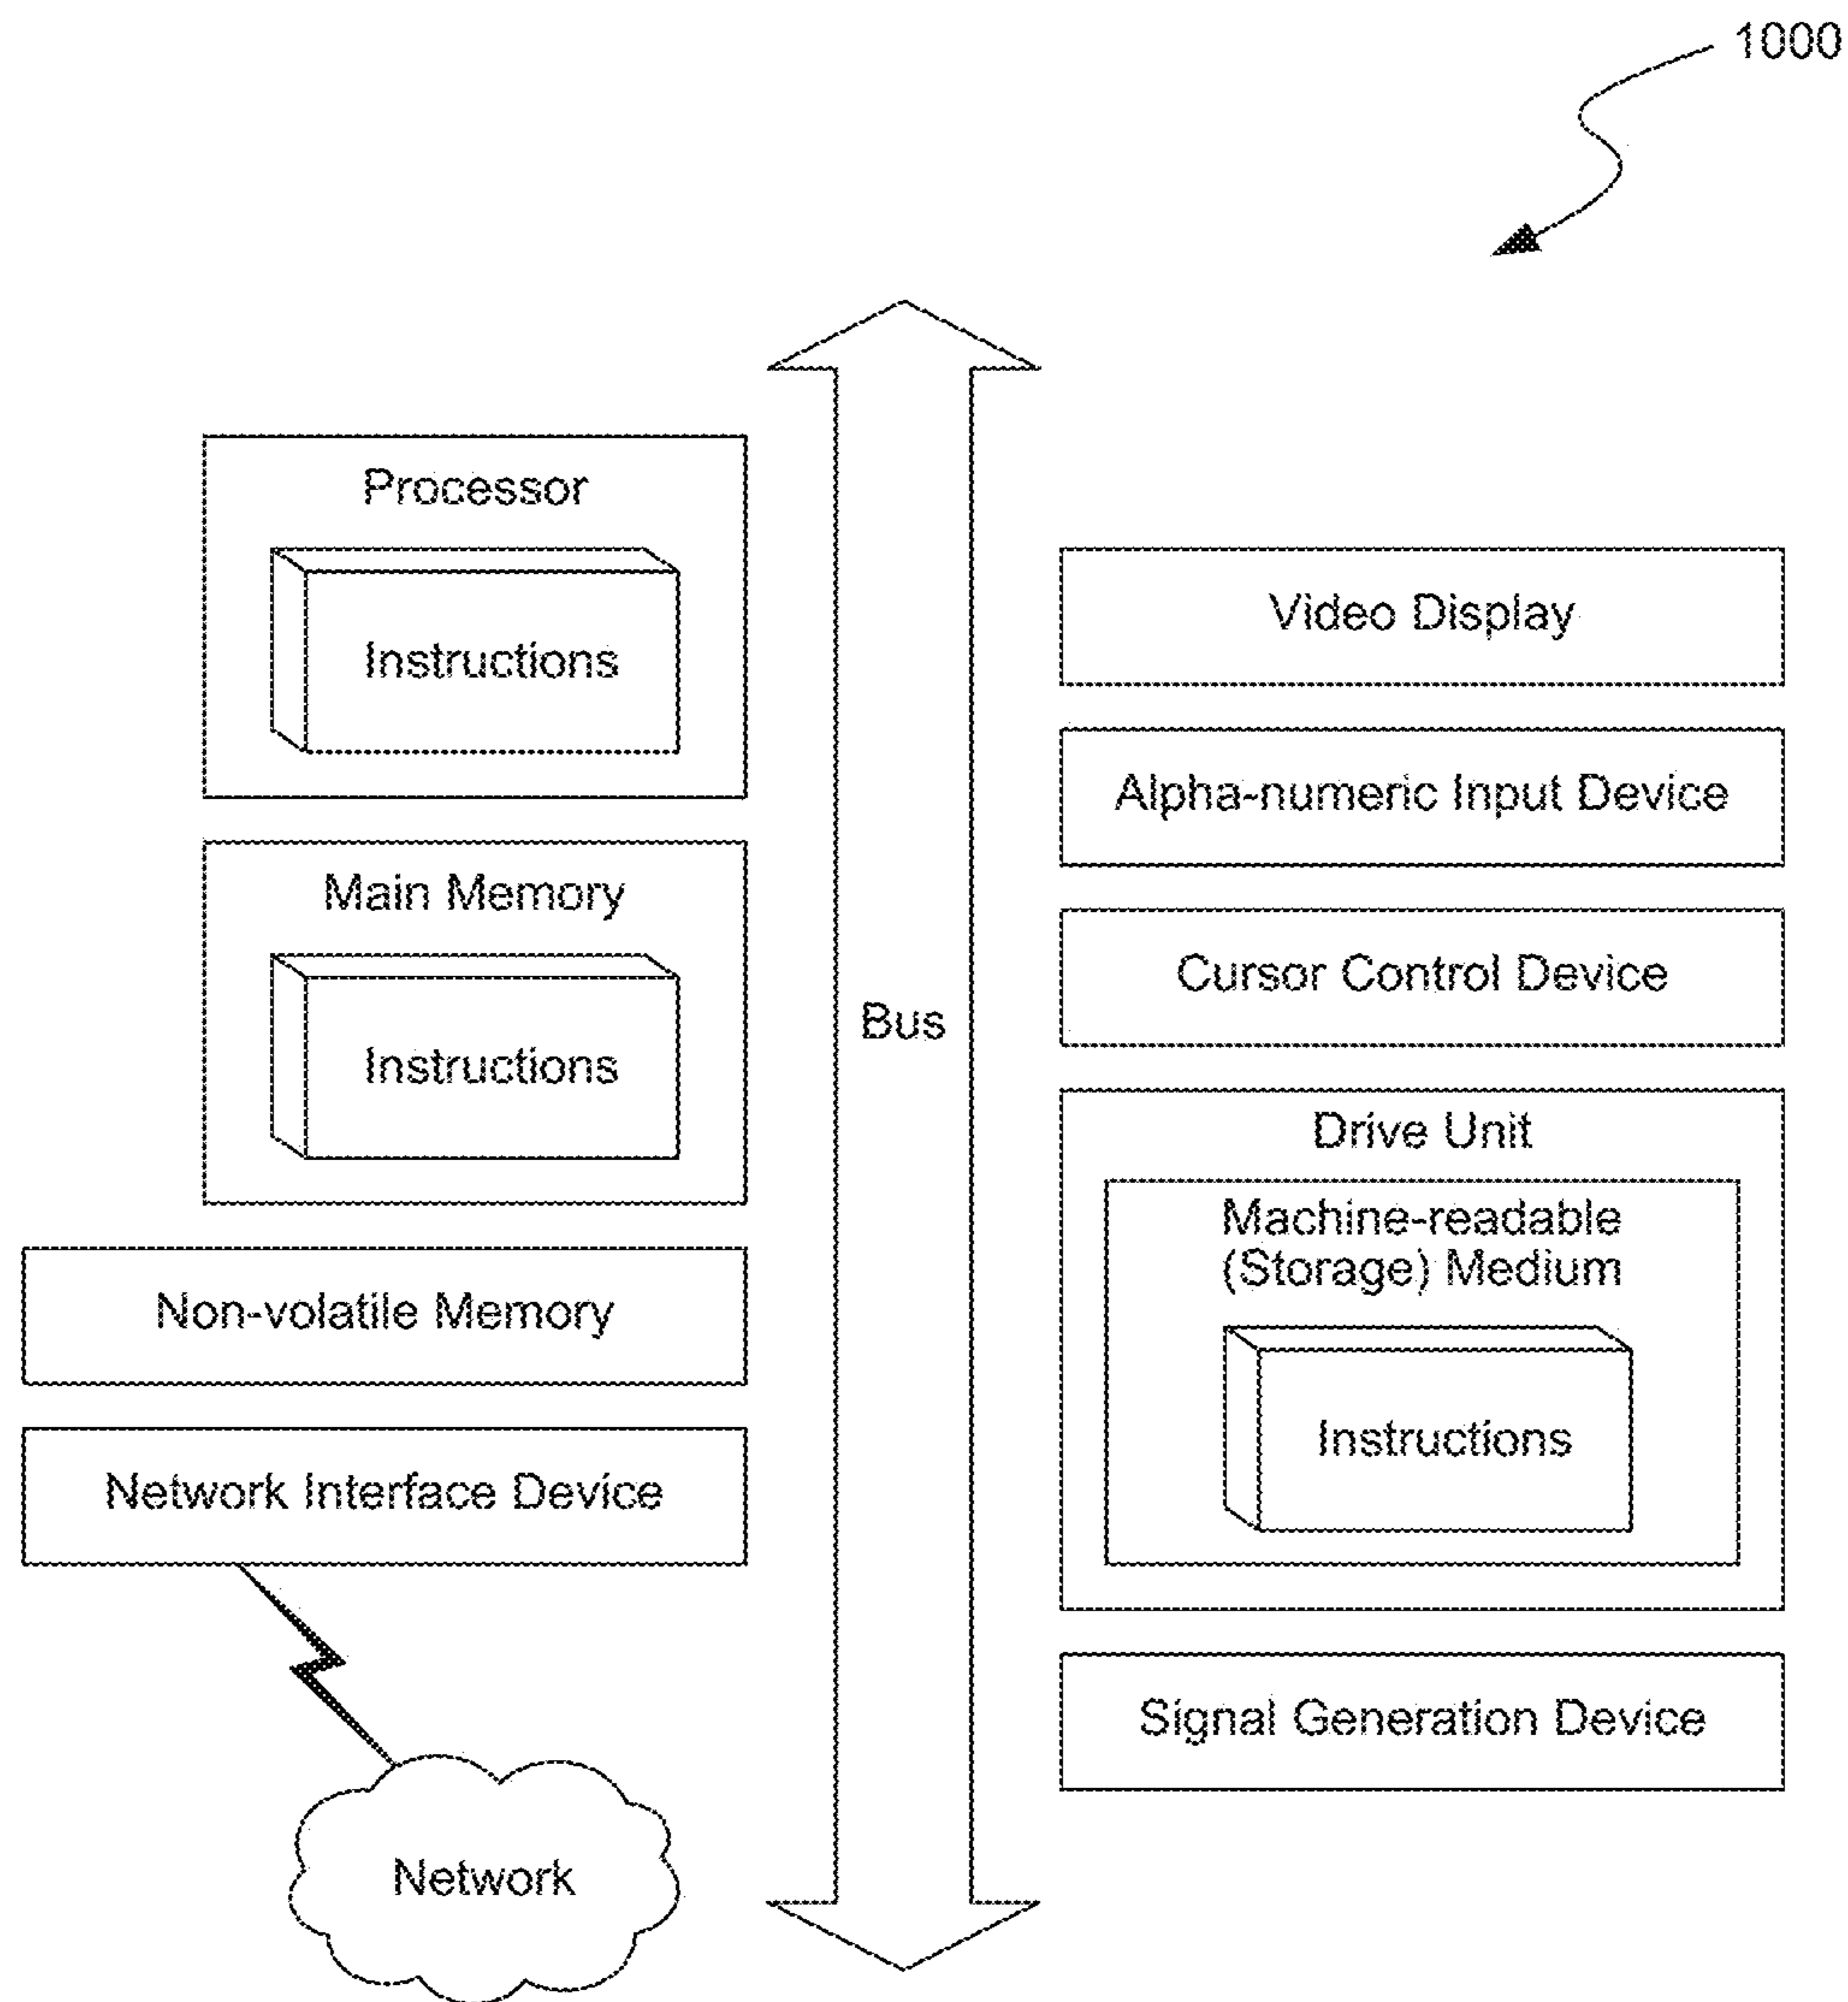 1000
Processor
Instructions
Main Memory
Instructions
Non-volatile Memory
Network Interface Device
Network
Bus
Video Display
Alpha-numeric Input Device
Cursor Control Device
Drive Unit
Machine-readable
(Storage) Medium
Instructions
Signal Generation Device